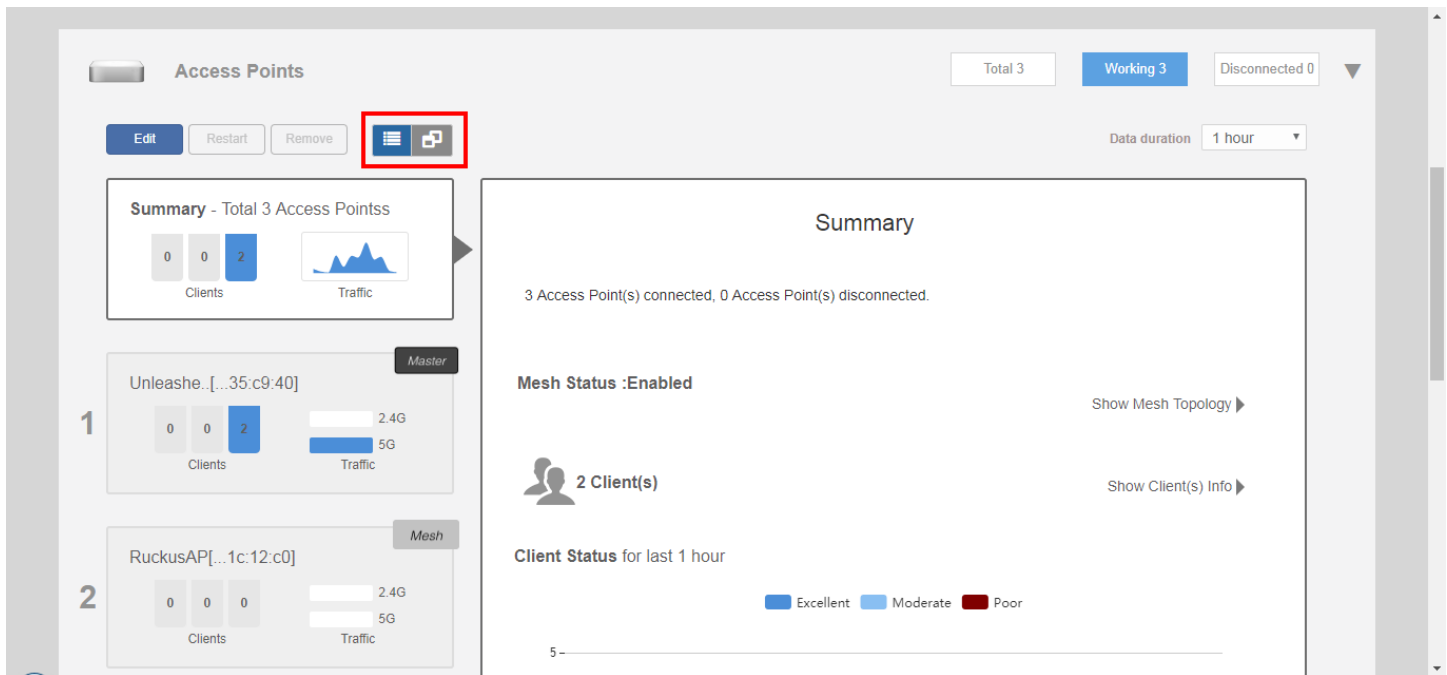 Access Points
Total 3
Working 3
Disconnected 0
Edit
Restart
Remove
Data duration
1 hour
Summary - Total 3 Access Pointss
0 0 2
Clients
Traffic
Master
Unleashe..[...35:c9:40]
1
0 0 2
2.4G
5G
Clients
Traffic
Mesh
RuckusAP[...1c:12:c0]
2
0 0 0
2.4G
5G
Clients
Traffic
Summary
3 Access Point(s) connected, 0 Access Point(s) disconnected.
Mesh Status :Enabled
Show Mesh Topology
2 Client(s)
Show Client(s) Info
Client Status for last 1 hour
Excellent Moderate Poor
5